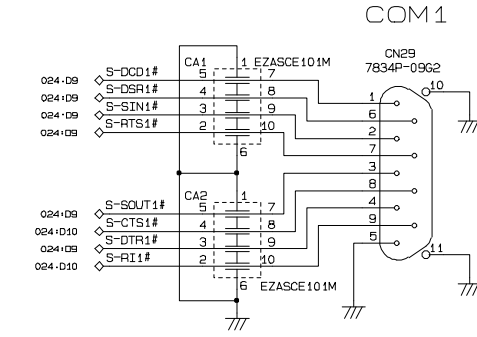 COM1
CN29
7834P-09G2
CA1
1
EZASCE101M
10
024.D9
S-DCD1#
5
7
1
024.D9
S-DSR1#
4
8
6
024.D9
S-SIN1#
3
9
2
024.D9
S-RTS1#
2
10
7
6
3
CA2
1
8
024.D9
S-SOUT1#
5
7
4
024.D10
S-CTS1#
4
8
9
024.D9
S-DTR1#
3
9
5
024.D10
S-RI1#
2
10
11
6
EZASCE101M